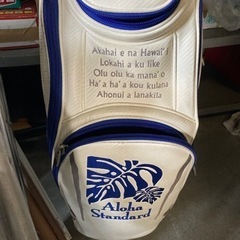 Akahai e na Hawai'i
Lokahi a ku like
Olu olu ka mana'o
Ha'a ha'a kou kulana
Ahonui a lanakila
Aloha
Standard